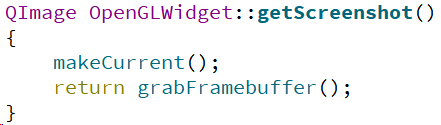 QImage OpenGLWidget::getScreenshot()
{
    makeCurrent();
    return grabFramebuffer();
}